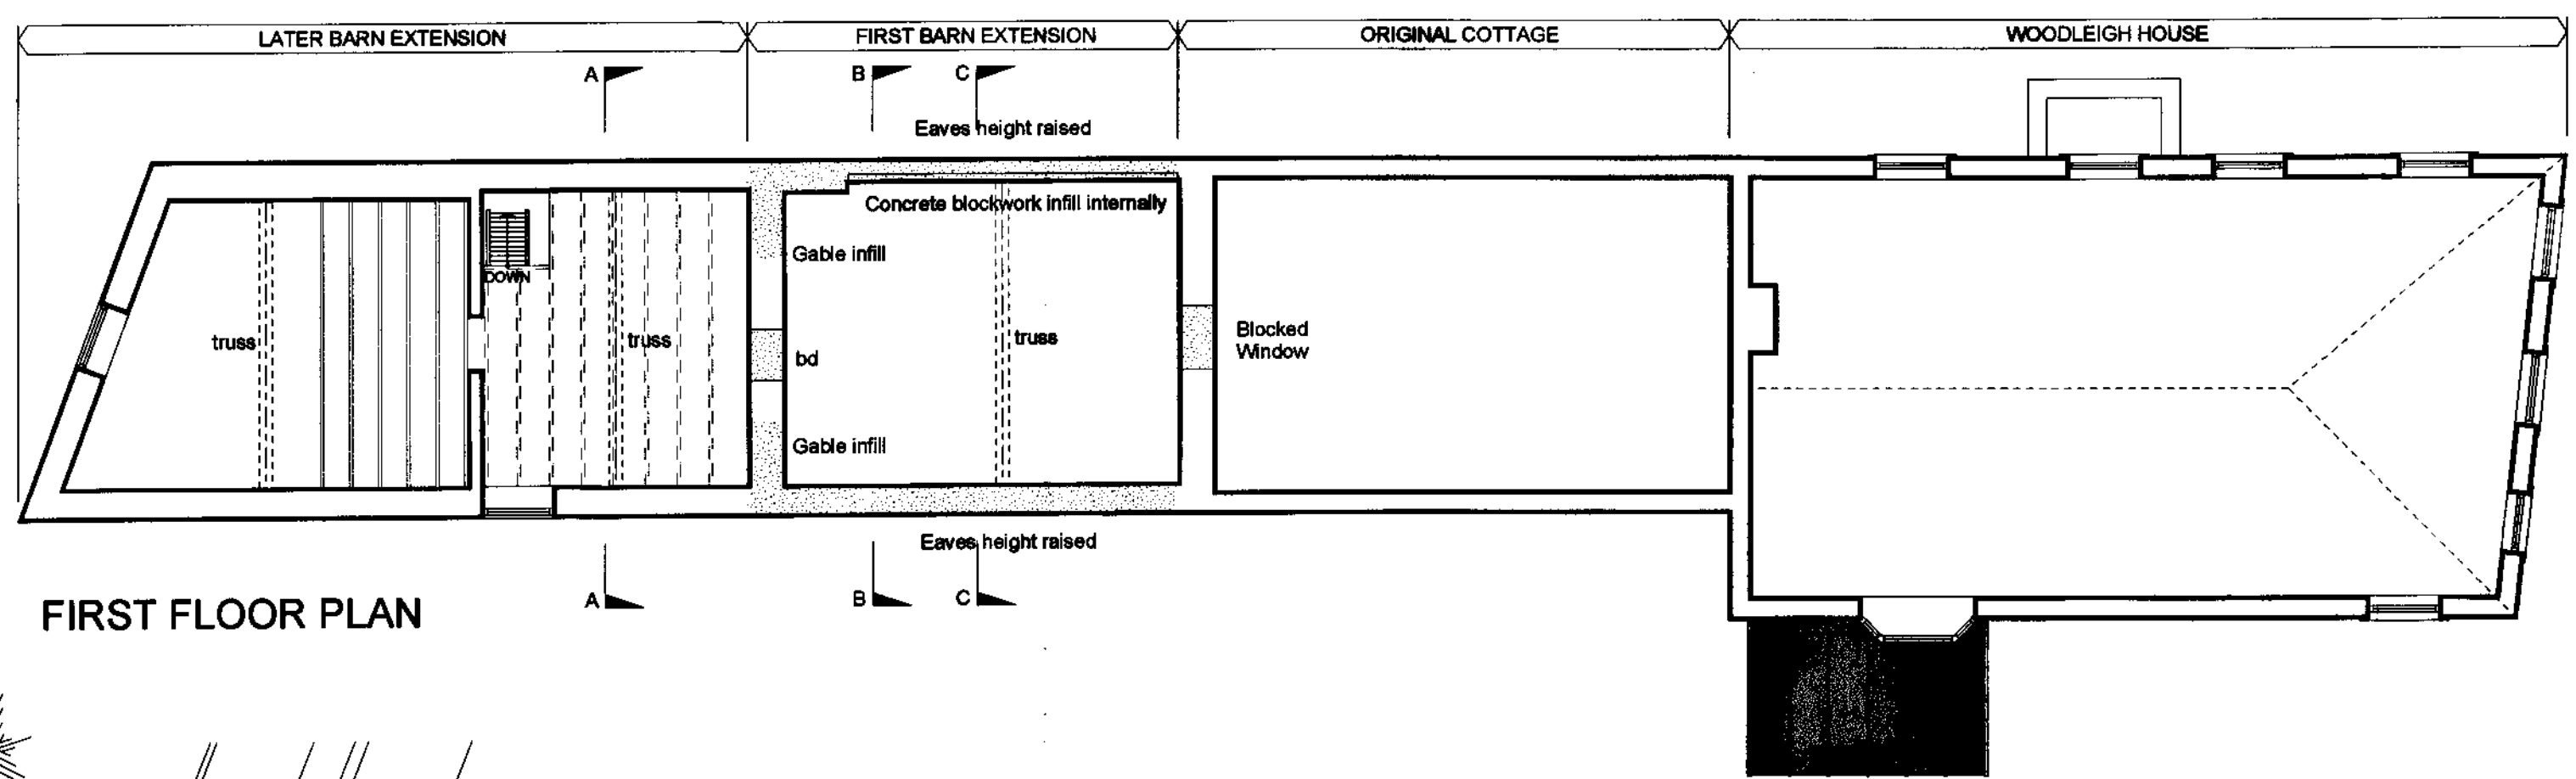 LATER BARN EXTENSION
FIRST BARN EXTENSION
ORIGINAL COTTAGE
WOODLEIGH HOUSE
A
B
C
Eaves height raised
Concrete blockwork infill internally
Gable infill
DOWN
truss
truss
truss
bd
Blocked
Window
Gable infill
Eaves height raised
A
B
C
FIRST FLOOR PLAN